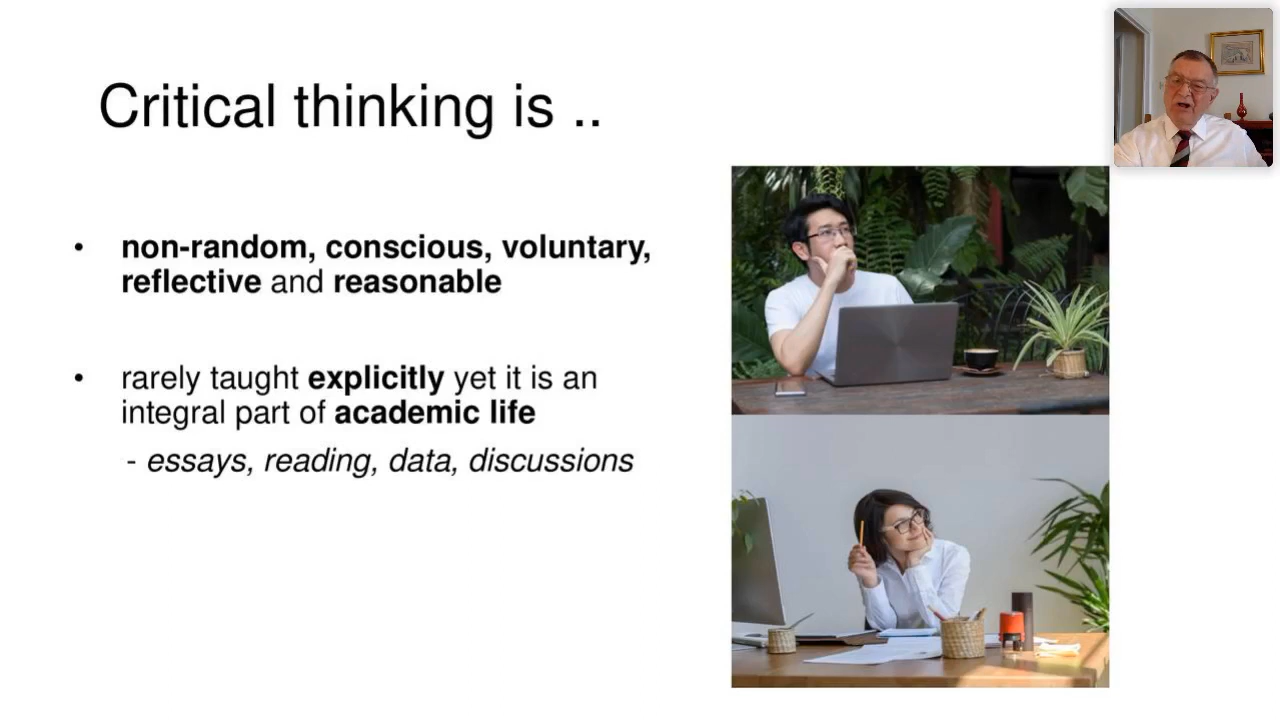 Critical thinking is ..
• non-random, conscious, voluntary,
reflective and reasonable
• rarely taught explicitly yet it is an
integral part of academic life
- essays, reading, data, discussions